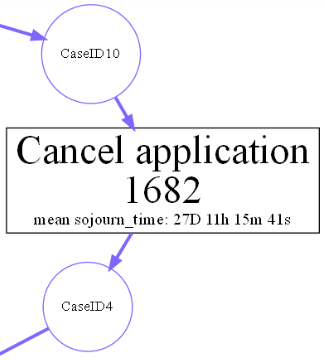 CaseID10
Cancel application
1682
mean sojourn_time: 27D 11h 15m 41s
CaseID4